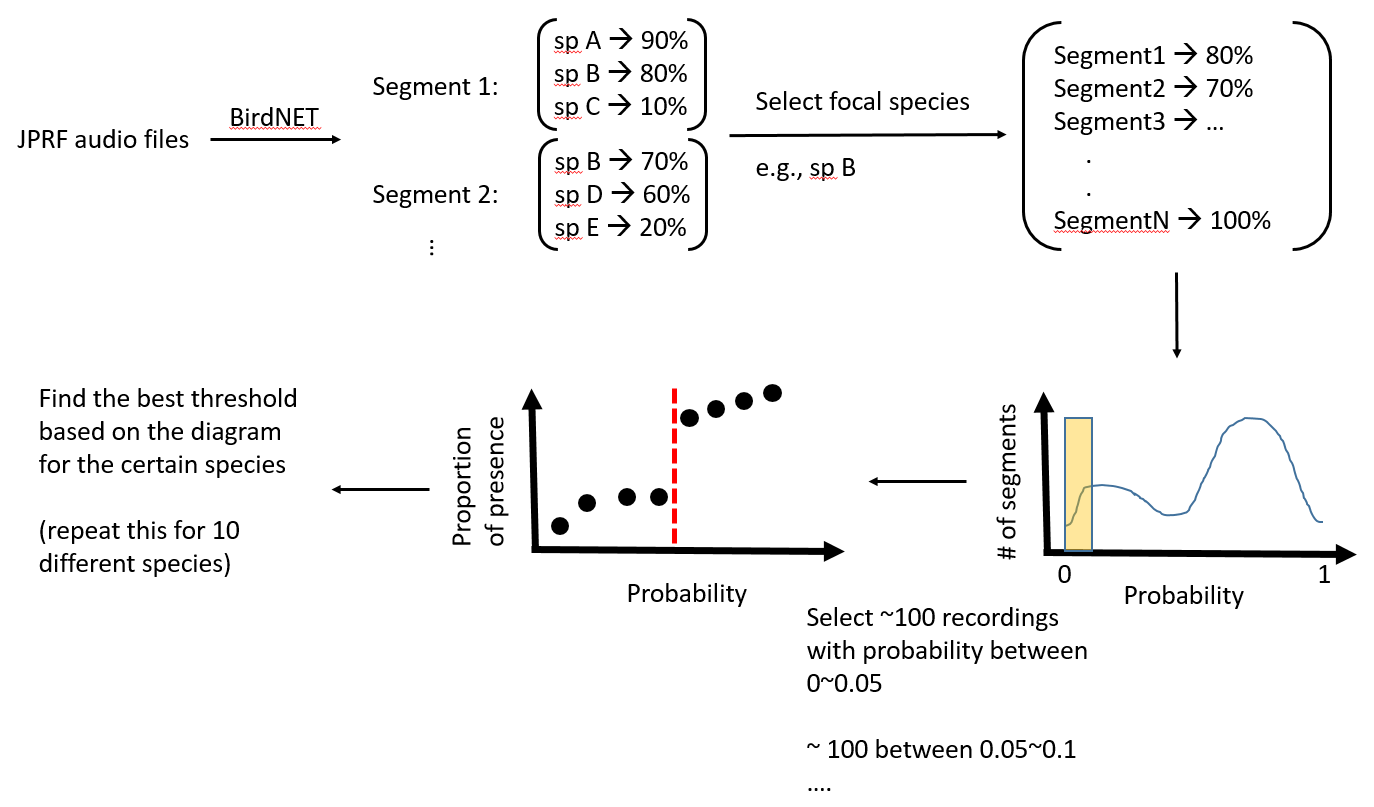 JPRF audio files
BirdNET
Segment 1:
sp A → 90%
sp B → 80%
sp C → 10%
Segment 2:
sp B → 70%
sp D → 60%
sp E → 20%
⋮
Select focal species
e.g., sp B
Segment1 → 80%
Segment2 → 70%
Segment3 → ...
.
.
SegmentN → 100%
# of segments
0
1
Probability
Select ~100 recordings
with probability between
0~0.05
~ 100 between 0.05~0.1
....
Proportion
of presence
Probability
Find the best threshold
based on the diagram
for the certain species
(repeat this for 10
different species)